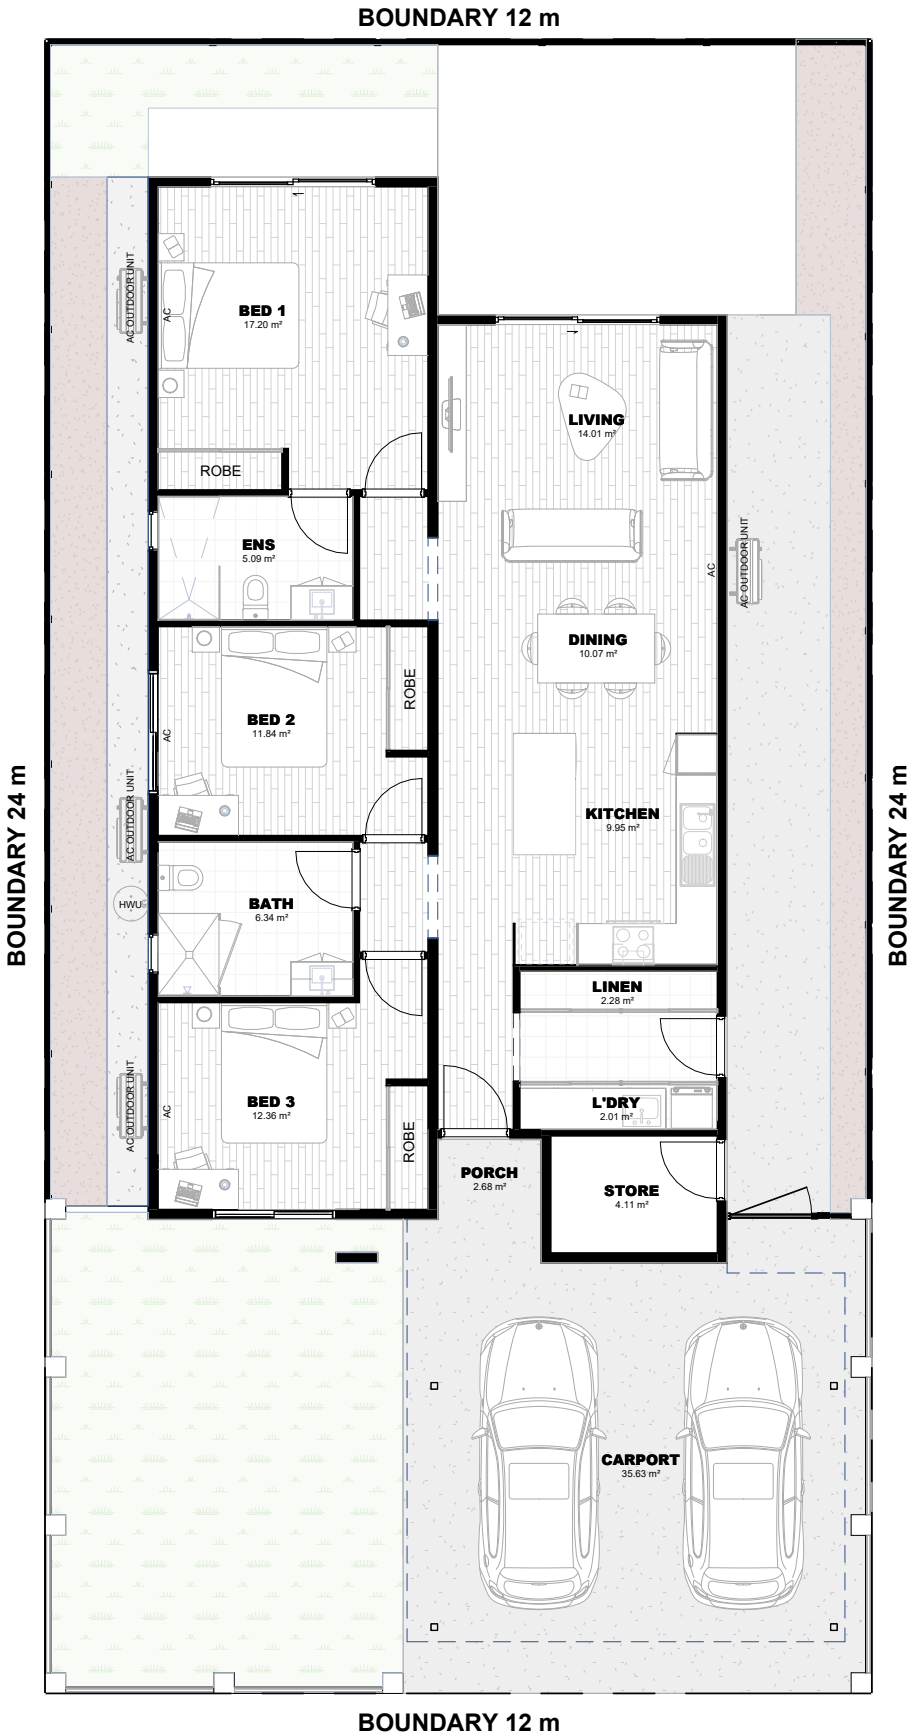 BOUNDARY 12 m
AC OUTDOOR UNIT
AC
BED 1
17.20 m²
LIVING
14.01 m²
ROBE
ENS
5.09 m²
AC
AC OUTDOOR UNIT
DINING
10.07 m²
ROBE
BED 2
11.84 m²
AC
BOUNDARY 24 m
BOUNDARY 24 m
AC OUTDOOR UNIT
KITCHEN
9.95 m²
HWU
BATH
6.34 m²
LINEN
2.28 m²
AC OUTDOOR UNIT
AC
BED 3
12.36 m²
ROBE
L'DRY
2.01 m²
PORCH
2.68 m²
STORE
4.11 m²
CARPORT
35.63 m²
BOUNDARY 12 m